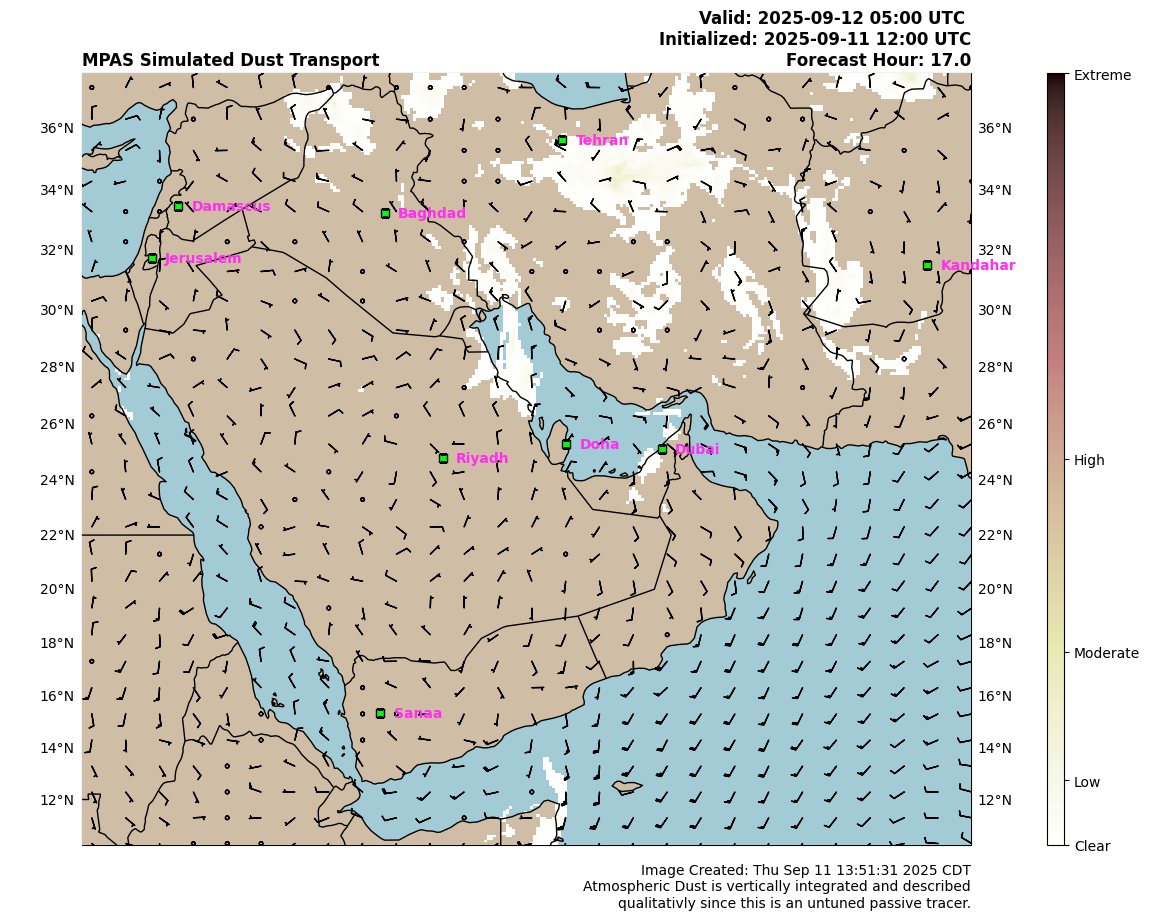 Valid: 2025-09-12 05:00 UTC
Initialized: 2025-09-11 12:00 UTC
MPAS Simulated Dust Transport
Forecast Hour: 17.0
Extreme
36°N
36°N
Tehran
34°N
34°N
Damascus
Baghdad
32°N
32°N
Jerusalem
Kandahar
30°N
30°N
28°N
28°N
26°N
26°N
Doha
Dubai
Riyadh
High
24°N
24°N
22°N
22°N
20°N
20°N
18°N
18°N
Moderate
16°N
16°N
Sanaa
14°N
14°N
Low
12°N
12°N
Clear
Image Created: Thu Sep 11 13:51:31 2025 CDT
Atmospheric Dust is vertically integrated and described
qualitativly since this is an untuned passive tracer.